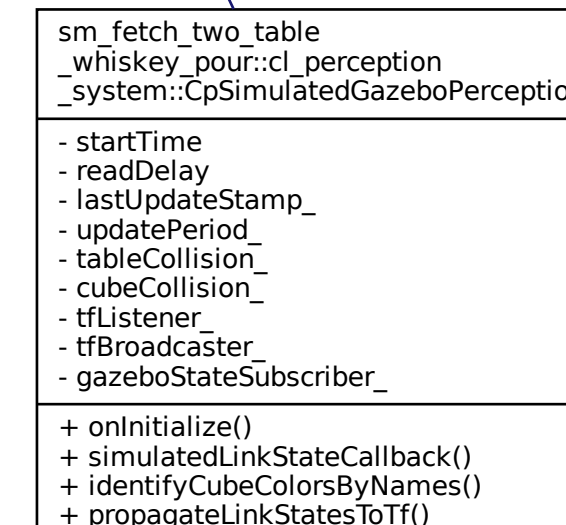 sm_fetch_two_table
_whiskey_pour::cl_perception
_system::CpSimulatedGazeboPerceptio
- startTime
- readDelay
- lastUpdateStamp_
- updatePeriod_
- tableCollision_
- cubeCollision_
- tfListener_
- tfBroadcaster_
- gazeboStateSubscriber_
+ onInitialize()
+ simulatedLinkStateCallback()
+ identifyCubeColorsByNames()
+ propagateLinkStatesToTf()